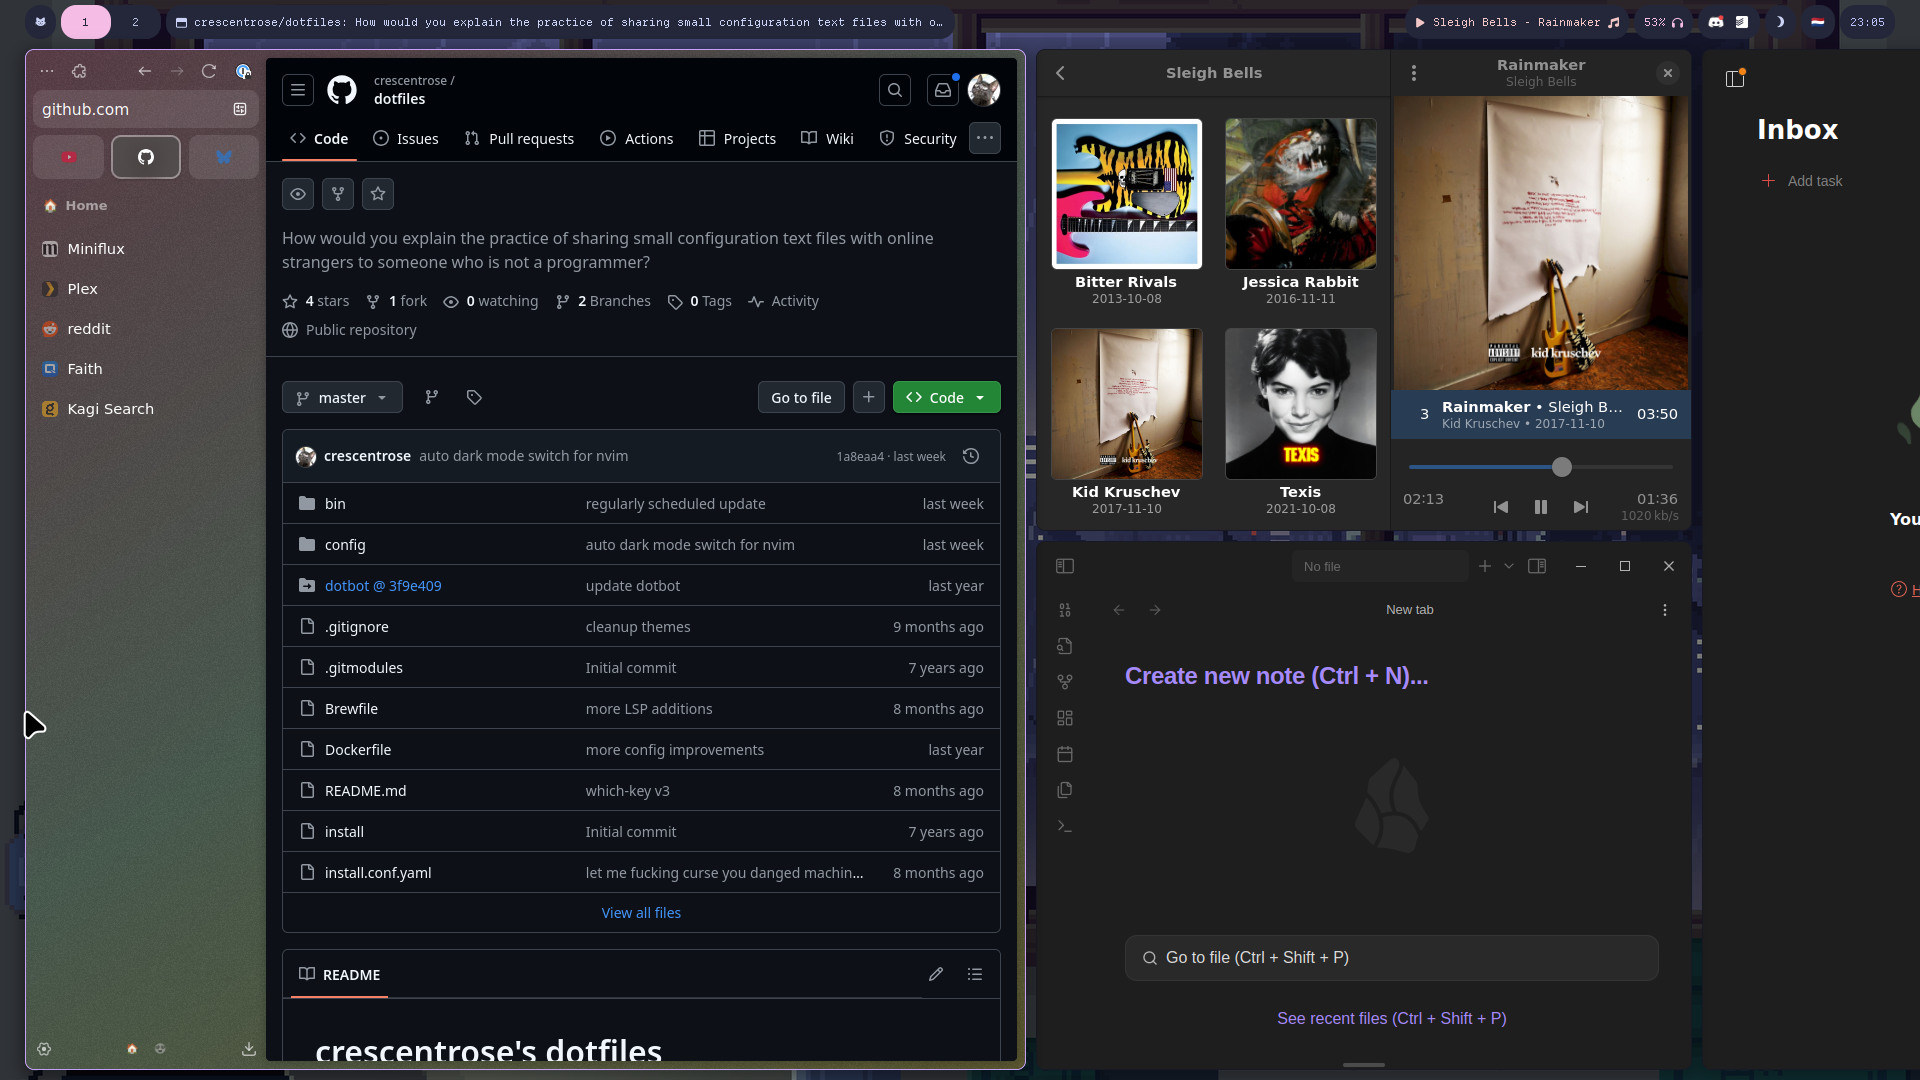 1
2
crescentrose/dotfiles: How would you explain the practice of sharing small configuration text files with o…
Sleigh Bells - Rainmaker
53%
23:05
github.com
Home
Miniflux
Plex
reddit
Faith
Kagi Search
crescentrose /
dotfiles
Code
Issues
Pull requests
Actions
Projects
Wiki
Security
How would you explain the practice of sharing small configuration text files with online
strangers to someone who is not a programmer?
4 stars
1 fork
0 watching
2 Branches
0 Tags
Activity
Public repository
master
Go to file
Code
crescentrose auto dark mode switch for nvim 1a8eaa4 · last week
bin regularly scheduled update last week
config auto dark mode switch for nvim last week
dotbot @ 3f9e409 update dotbot last year
.gitignore cleanup themes 9 months ago
.gitmodules Initial commit 7 years ago
Brewfile more LSP additions 8 months ago
Dockerfile more config improvements last year
README.md which-key v3 8 months ago
install Initial commit 7 years ago
install.conf.yaml let me fucking curse you danged machin… 8 months ago
View all files
README
crescentrose's dotfiles
Sleigh Bells
Bitter Rivals
2013-10-08
Jessica Rabbit
2016-11-11
Kid Kruschev
2017-11-10
TEXIS
Texis
2021-10-08
Rainmaker
Sleigh Bells
kid kruschev
3 Rainmaker • Sleigh B… 03:50
Kid Kruschev • 2017-11-10
02:13
01:36
1020 kb/s
No file
New tab
Create new note (Ctrl + N)...
Go to file (Ctrl + Shift + P)
See recent files (Ctrl + Shift + P)
Inbox
Add task
You
H